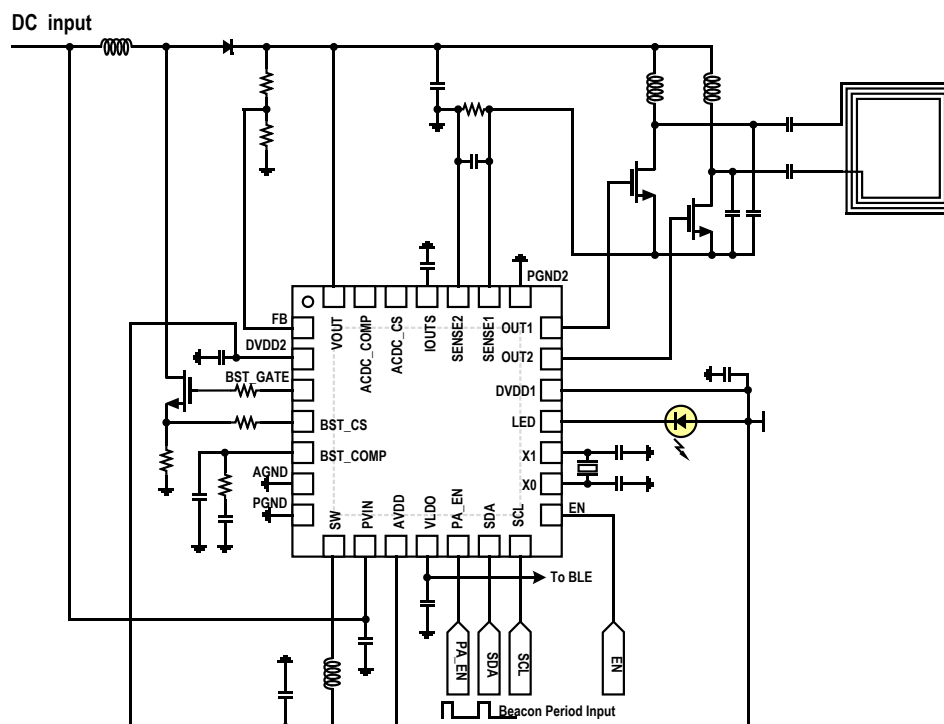 DC input
PGND2
FB
VOUT
ACDC_COMP
ACDC_CS
IOUTS
SENSE2
SENSE1
OUT1
DVDD2
OUT2
BST_GATE
DVDD1
BST_CS
LED
BST_COMP
X1
AGND
X0
PGND
SW
PVIN
AVDD
VLDO
PA_EN
SDA
SCL
EN
To BLE
PA_EN
SDA
SCL
EN
Beacon Period Input